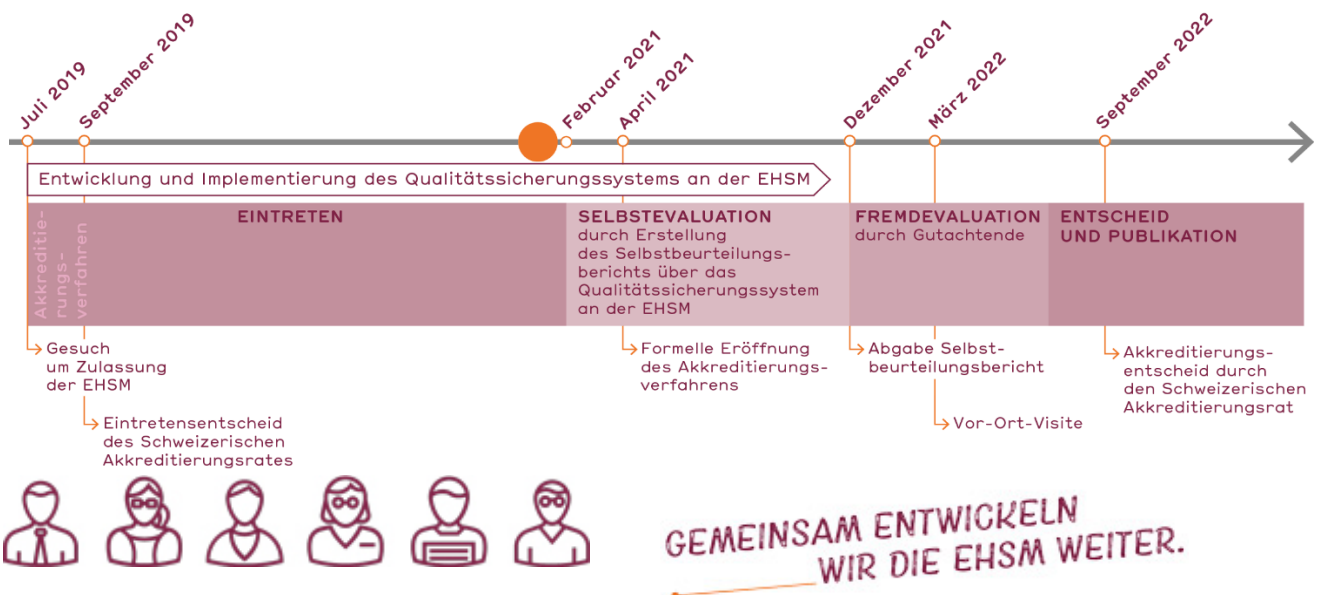 Juli 2019
September 2019
Februar 2021
April 2021
Dezember 2021
März 2022
September 2022
Entwicklung und Implementierung des Qualitätssicherungssystems an der EHSM
Akkreditie-
rungs-
verfahren
EINTRETEN
SELBSTEVALUATION
durch Erstellung
des Selbstbeurteilungs-
berichts über das
Qualitätssicherungssystem
an der EHSM
FREMDEVALUATION
durch Gutachtende
ENTSCHEID
UND PUBLIKATION
Gesuch
um Zulassung
der EHSM
Eintretensentscheid
des Schweizerischen
Akkreditierungsrates
Formelle Eröffnung
des Akkreditierungs-
verfahrens
Abgabe Selbst-
beurteilungsbericht
Vor-Ort-Visite
Akkreditierungs-
entscheid durch
den Schweizerischen
Akkreditierungsrat
GEMEINSAM ENTWICKELN
WIR DIE EHSM WEITER.